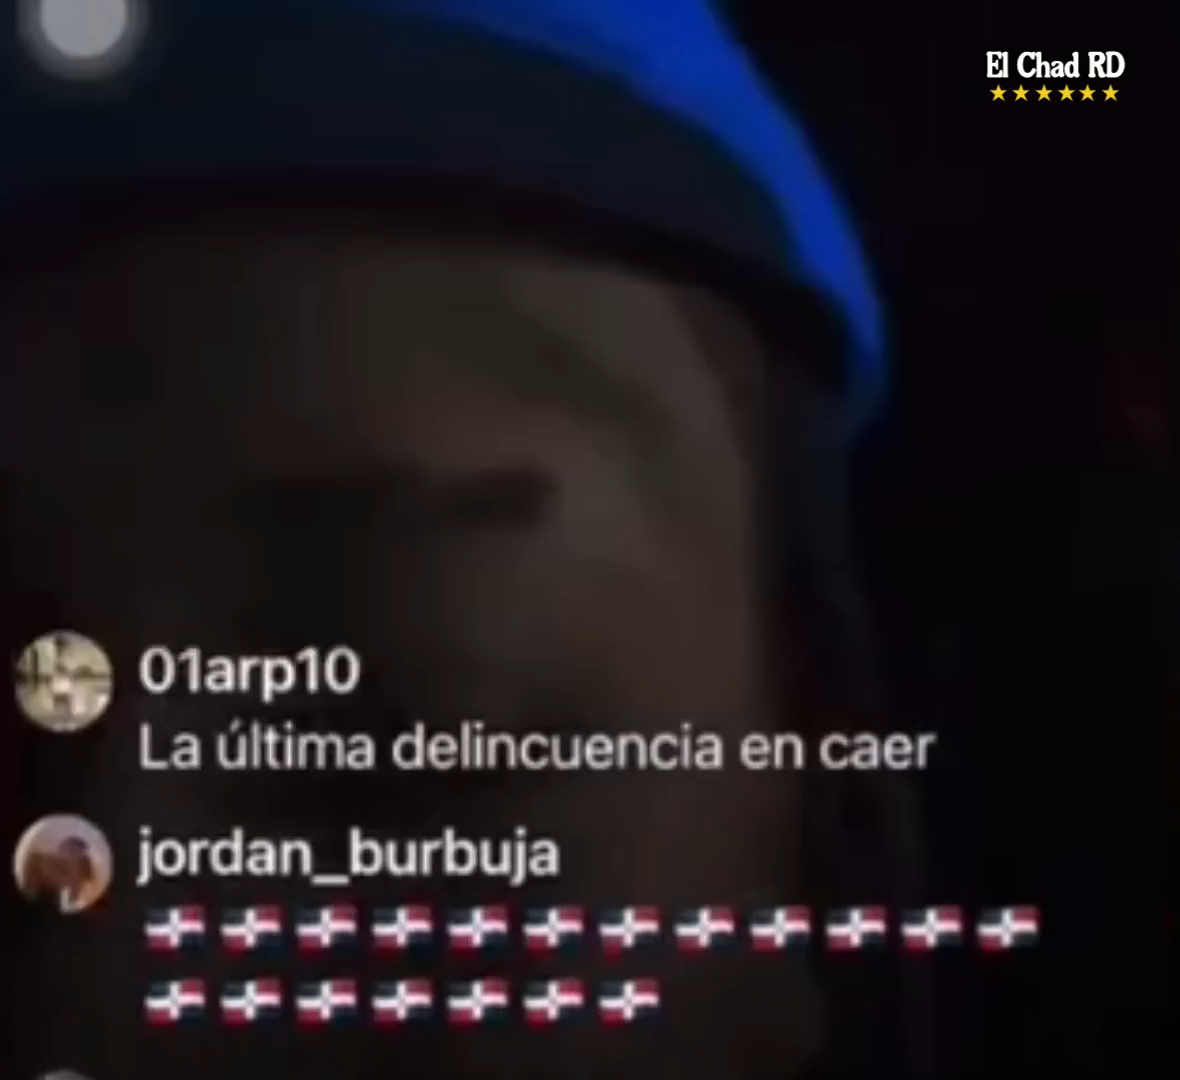 El Chad RD
01arp10
La última delincuencia en caer
jordan_burbuja
🇩🇴🇩🇴🇩🇴🇩🇴🇩🇴🇩🇴🇩🇴🇩🇴🇩🇴🇩🇴🇩🇴🇩🇴
🇩🇴🇩🇴🇩🇴🇩🇴🇩🇴🇩🇴🇩🇴